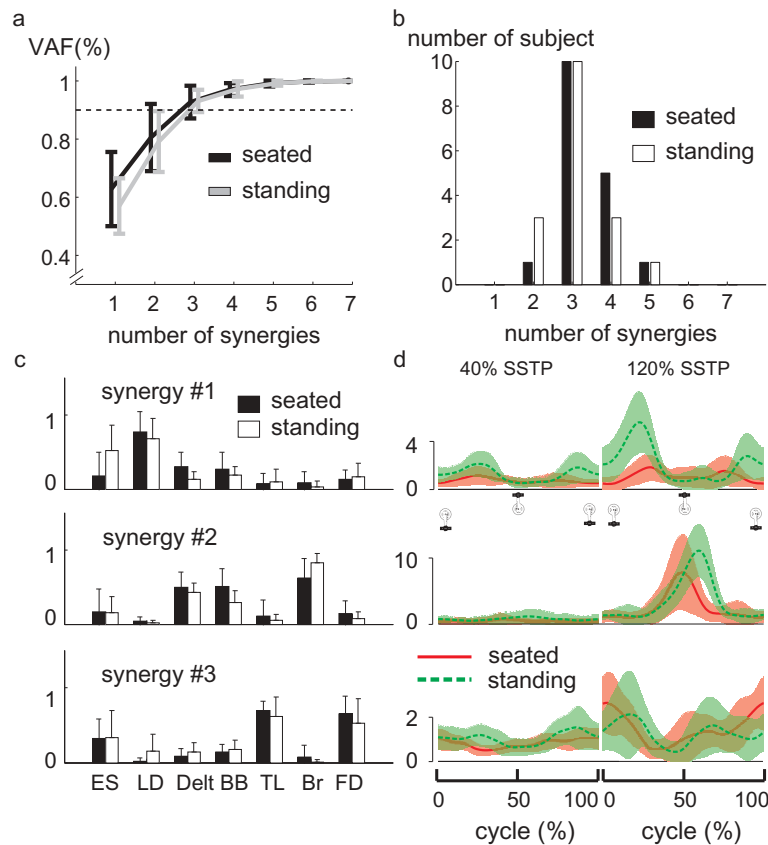 a
VAF(%)
1
0.8
0.6
0.4
seated
standing
1 2 3 4 5 6 7
number of synergies
b
number of subject
10
8
6
4
2
0
seated
standing
1 2 3 4 5 6 7
number of synergies
c
synergy #1
seated
standing
1
0
synergy #2
1
0
synergy #3
1
0
ES LD Delt BB TL Br FD
d
40% SSTP 120% SSTP
4
0
10
0
seated
standing
2
0
0 50 100 0 50 100
cycle (%) cycle (%)